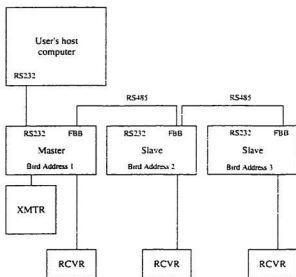 User's host
computer
RS232
RS485 RS485
RS232 FBB RS232 FBB RS232 FBB
Master Slave Slave
Bird Address 1 Bird Address 2 Bird Address 3
XMTR
RCVR RCVR RCVR